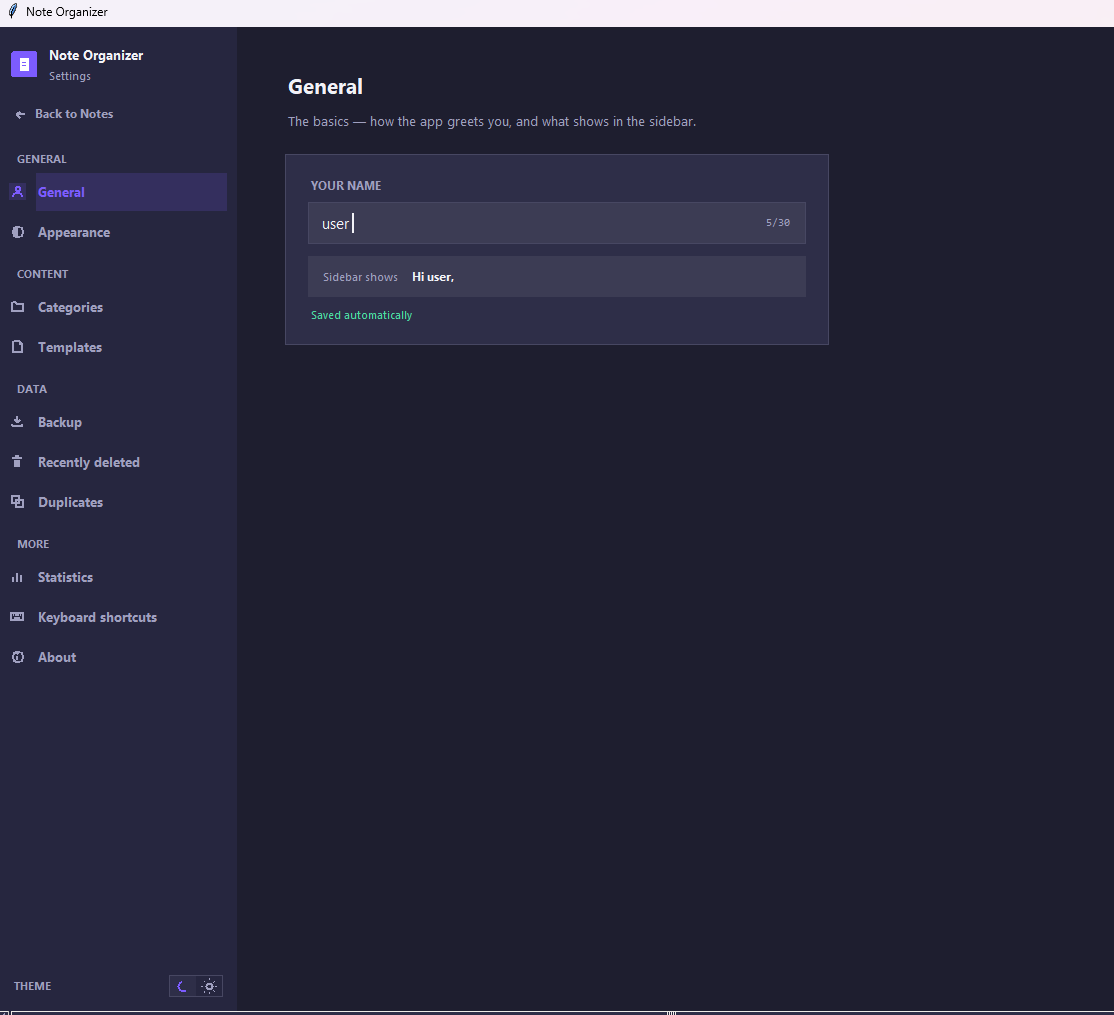 Note Organizer
Note Organizer
Settings
Back to Notes
GENERAL
General
Appearance
CONTENT
Categories
Templates
DATA
Backup
Recently deleted
Duplicates
MORE
Statistics
Keyboard shortcuts
About
THEME
General
The basics — how the app greets you, and what shows in the sidebar.
YOUR NAME
user 5/30
Sidebar shows Hi user,
Saved automatically